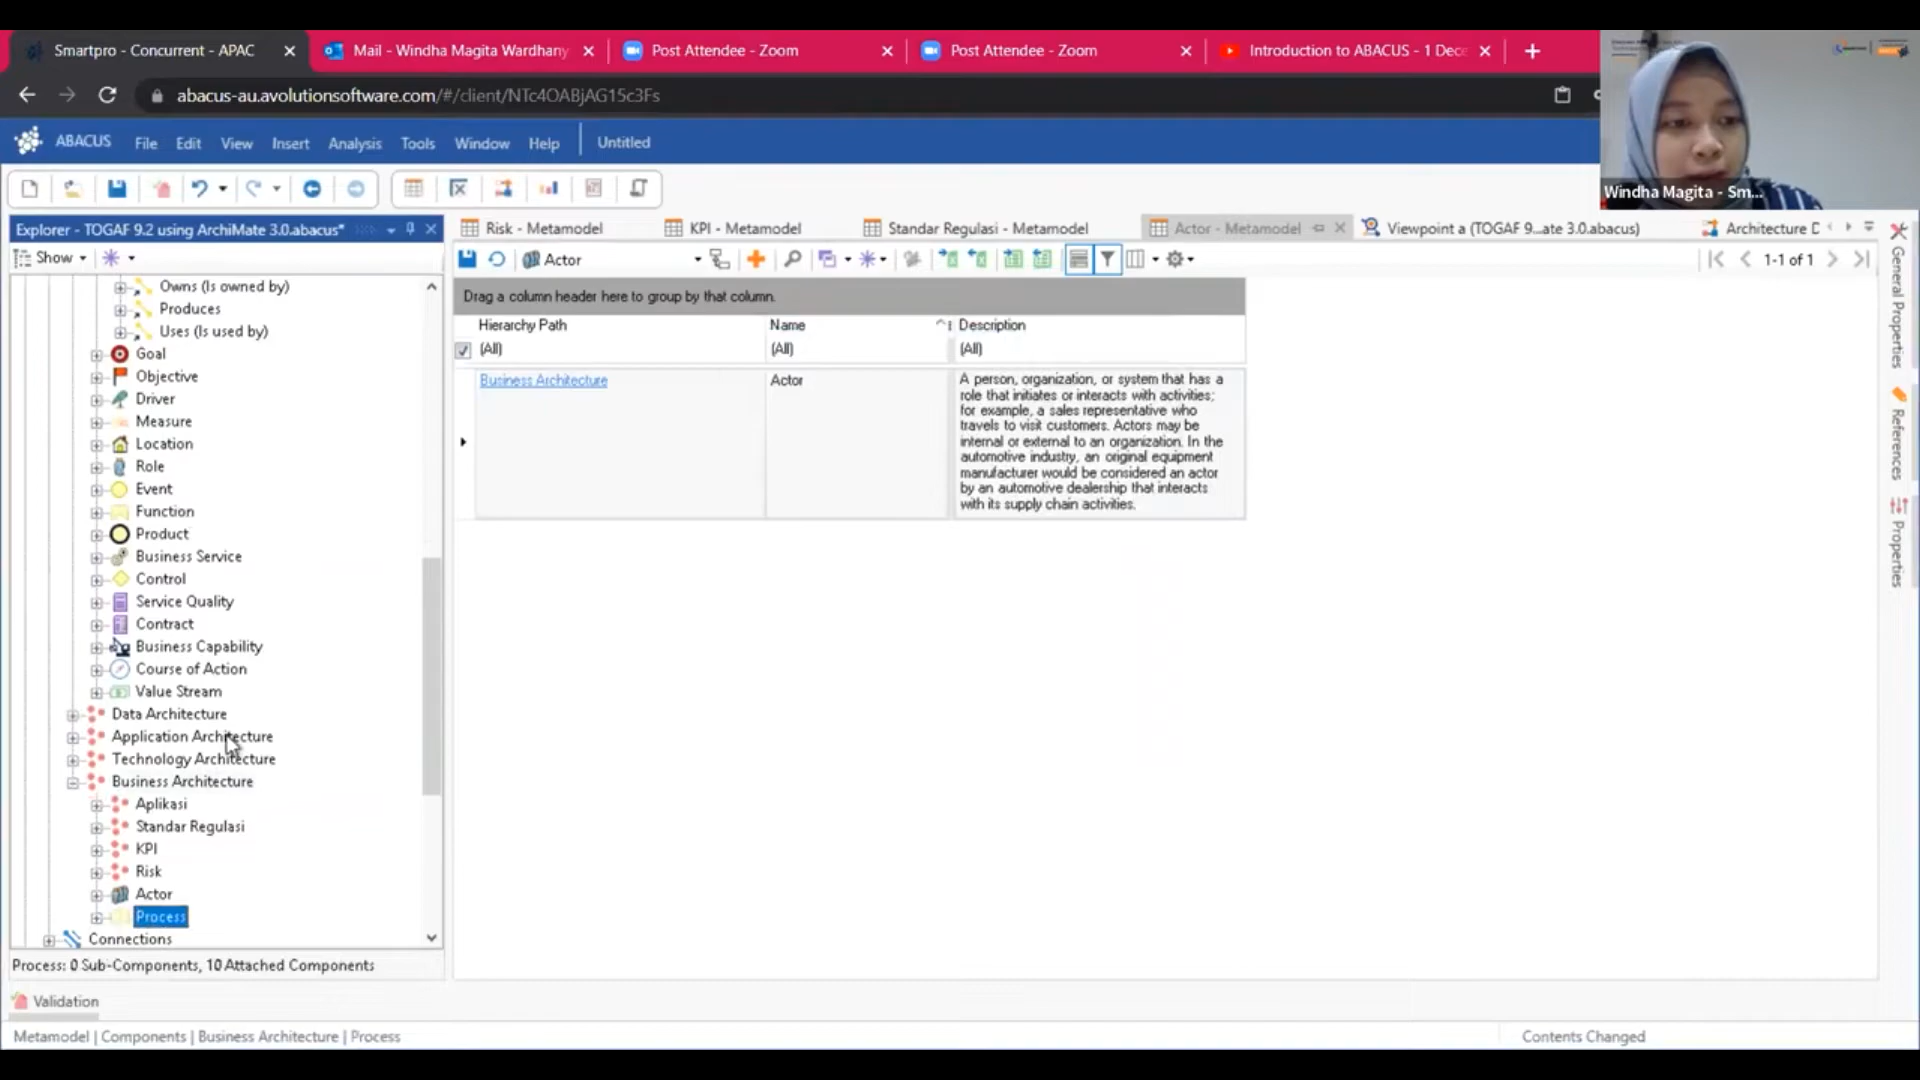 Smartpro - Concurrent - APAC
Mail - Windha Magita Wardhany
Post Attendee - Zoom
Post Attendee - Zoom
Introduction to ABACUS - 1 Dece
abacus-au.avolutionsoftware.com/#/client/NTc4OABjAG15c3Fs
ABACUS File Edit View Insert Analysis Tools Window Help Untitled
Windha Magita - Sm...
Explorer - TOGAF 9.2 using ArchiMate 3.0.abacus*
Risk - Metamodel
KPI - Metamodel
Standar Regulasi - Metamodel
Actor - Metamodel
Viewpoint a (TOGAF 9...ate 3.0.abacus)
Architecture D
Show
Actor
1-1 of 1
Drag a column header here to group by that column.
Hierarchy Path Name Description
(All) (All) (All)
Business Architecture
Actor
A person, organization, or system that has a
role that initiates or interacts with activities;
for example, a sales representative who
travels to visit customers. Actors may be
internal or external to an organization. In the
automotive industry, an original equipment
manufacturer would be considered an actor
by an automotive dealership that interacts
with its supply chain activities.
Owns (Is owned by)
Produces
Uses (Is used by)
Goal
Objective
Driver
Measure
Location
Role
Event
Function
Product
Business Service
Control
Service Quality
Contract
Business Capability
Course of Action
Value Stream
Data Architecture
Application Architecture
Technology Architecture
Business Architecture
Aplikasi
Standar Regulasi
KPI
Risk
Actor
Process
Connections
General Properties
References
Properties
Process: 0 Sub-Components, 10 Attached Components
Validation
Metamodel | Components | Business Architecture | Process
Contents Changed